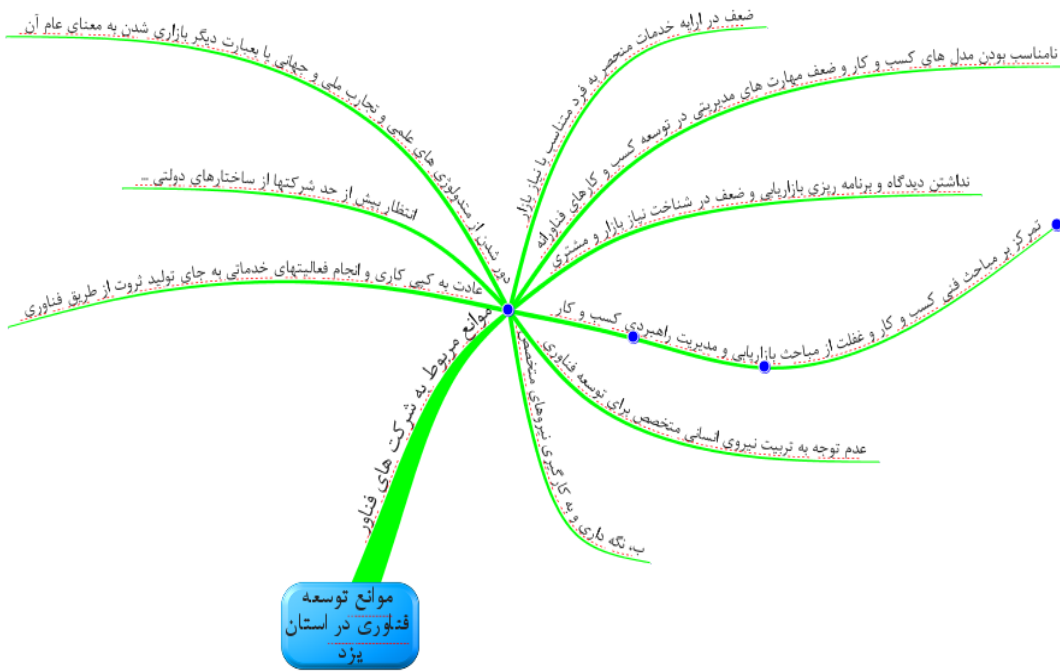 ضعف در ارایه خدمات منحصر به فرد متناسب با نیاز بازار
نامناسب بودن مدل های کسب و کار و ضعف مهارت های مدیریتی در توسعه کسب و کارهای فناورانه
نداشتن دیدگاه و برنامه ریزی بازاریابی و ضعف در شناخت نیاز بازار و مشتری
تمرکز بر مباحث فنی کسب و کار و غفلت از مباحث بازاریابی و مدیریت راهبردی کسب و کار
عدم توجه به تربیت نیروی انسانی متخصص برای توسعه فناوری
ب، نگه داری و به کارگیری نیروهای متخصص
دور شدن از متدولوژی های علمی و تجارب ملی و جهانی یا بعبارت دیگر بازاری شدن به معنای عام آن
انتظار بیش از حد شرکتها از ساختارهای دولتی ...
عادت به کپی کاری و انجام فعالیتهای خدماتی به جای تولید ثروت از طریق فناوری
موانع مربوط به شرکت های فناور
موانع توسعه
فناوری در استان
یزد